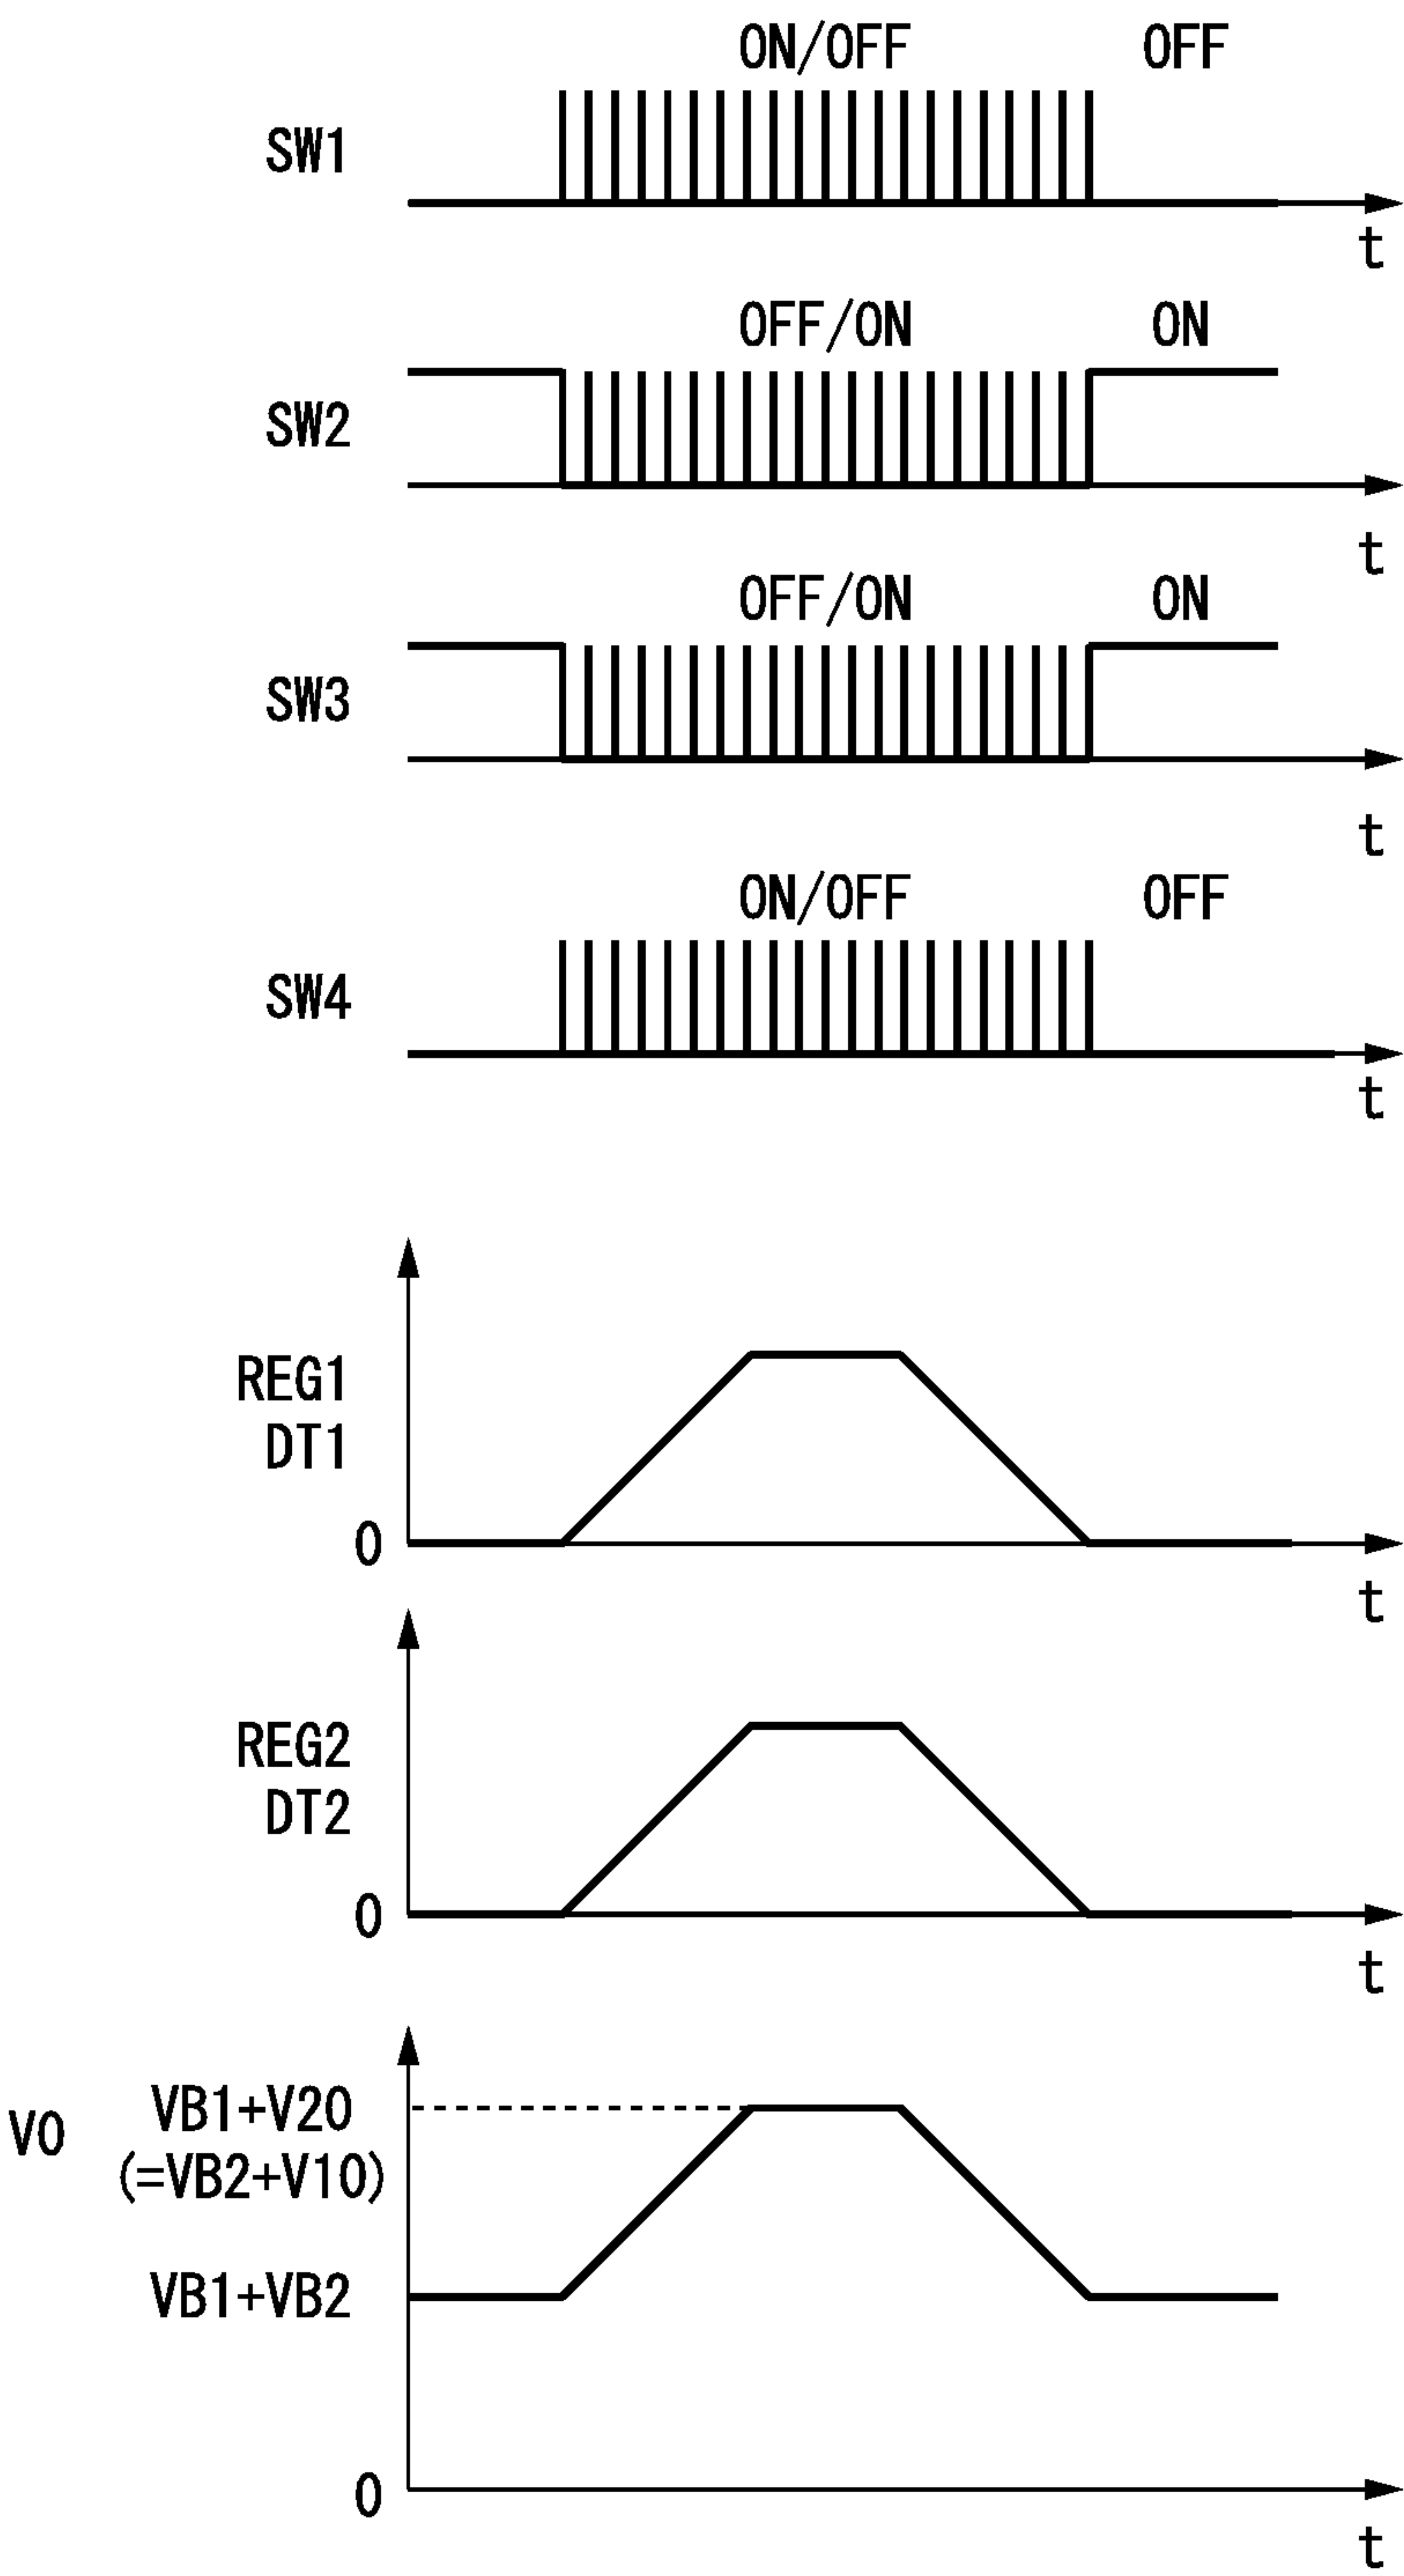 ON/OFF OFF
SW1
t
OFF/ON ON
SW2
t
OFF/ON ON
SW3
t
ON/OFF OFF
SW4
t
REG1
DT1
0
t
REG2
DT2
0
t
VB1+V20
V0
(=VB2+V10)
VB1+VB2
0
t